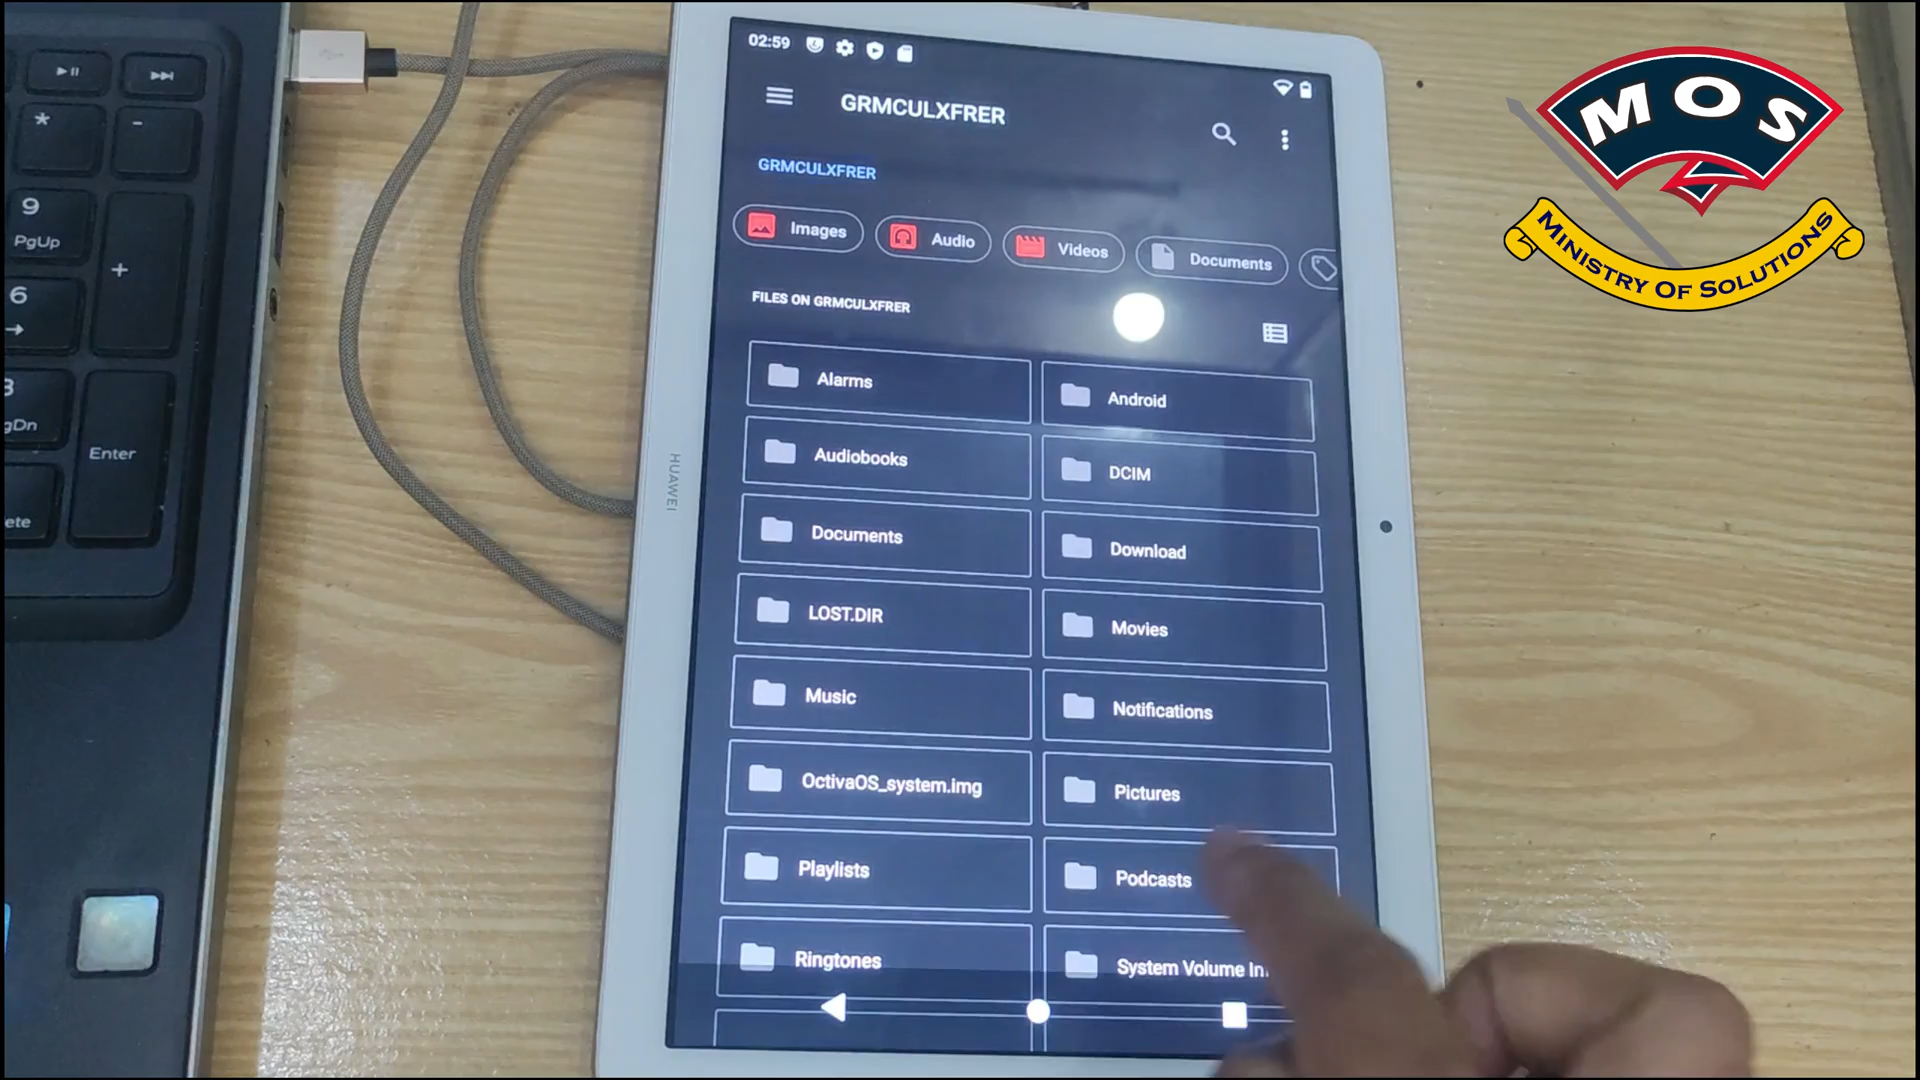 02:59
GRMCULXFRER
GRMCULXFRER
Images
Audio
Videos
Documents
FILES ON GRMCULXFRER
Alarms
Android
Audiobooks
DCIM
Documents
Download
LOST.DIR
Movies
Music
Notifications
OctivaOS_system.img
Pictures
Playlists
Podcasts
Ringtones
System Volume In
HUAWEI
*
-
9
PgUp
+
6
Enter
MOS
MINISTRY OF SOLUTIONS